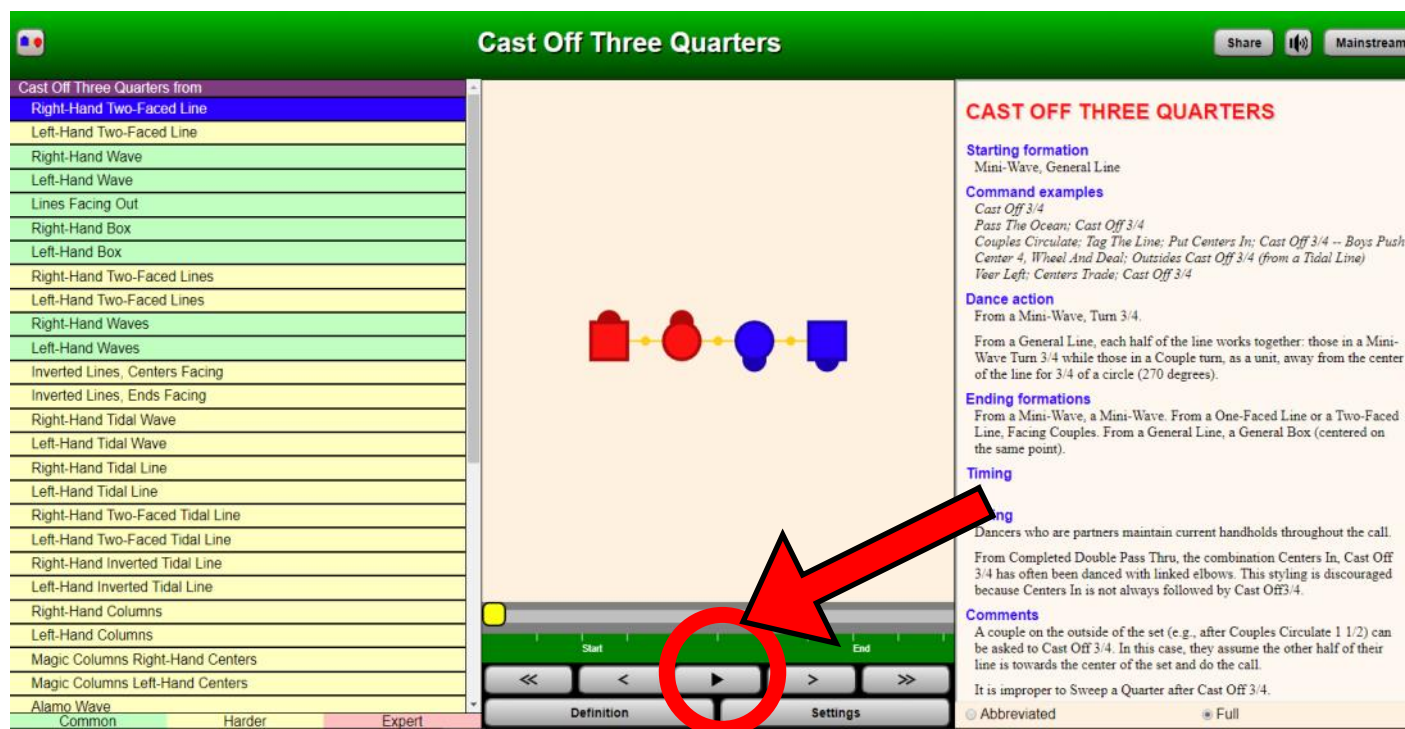 Cast Off Three Quarters
Share
Mainstream
Cast Off Three Quarters from
Right-Hand Two-Faced Line
Left-Hand Two-Faced Line
Right-Hand Wave
Left-Hand Wave
Lines Facing Out
Right-Hand Box
Left-Hand Box
Right-Hand Two-Faced Lines
Left-Hand Two-Faced Lines
Right-Hand Waves
Left-Hand Waves
Inverted Lines, Centers Facing
Inverted Lines, Ends Facing
Right-Hand Tidal Wave
Left-Hand Tidal Wave
Right-Hand Tidal Line
Left-Hand Tidal Line
Right-Hand Two-Faced Tidal Line
Left-Hand Two-Faced Tidal Line
Right-Hand Inverted Tidal Line
Left-Hand Inverted Tidal Line
Right-Hand Columns
Left-Hand Columns
Magic Columns Right-Hand Centers
Magic Columns Left-Hand Centers
Alamo Wave
Common Harder Expert
Start End
<< < > >>
Definition Settings
CAST OFF THREE QUARTERS
Starting formation
Mini-Wave, General Line
Command examples
Cast Off 3/4
Pass The Ocean; Cast Off 3/4
Couples Circulate; Tag The Line; Put Centers In; Cast Off 3/4 -- Boys Push
Center 4, Wheel And Deal; Outsides Cast Off 3/4 (from a Tidal Line)
Veer Left; Centers Trade; Cast Off 3/4
Dance action
From a Mini-Wave, Turn 3/4.
From a General Line, each half of the line works together: those in a Mini-
Wave Turn 3/4 while those in a Couple turn, as a unit, away from the center
of the line for 3/4 of a circle (270 degrees).
Ending formations
From a Mini-Wave, a Mini-Wave. From a One-Faced Line or a Two-Faced
Line, Facing Couples. From a General Line, a General Box (centered on
the same point).
Timing
ng
Dancers who are partners maintain current handholds throughout the call.
From Completed Double Pass Thru, the combination Centers In, Cast Off
3/4 has often been danced with linked elbows. This styling is discouraged
because Centers In is not always followed by Cast Off3/4.
Comments
A couple on the outside of the set (e.g., after Couples Circulate 1 1/2) can
be asked to Cast Off 3/4. In this case, they assume the other half of their
line is towards the center of the set and do the call.
It is improper to Sweep a Quarter after Cast Off 3/4.
Abbreviated Full